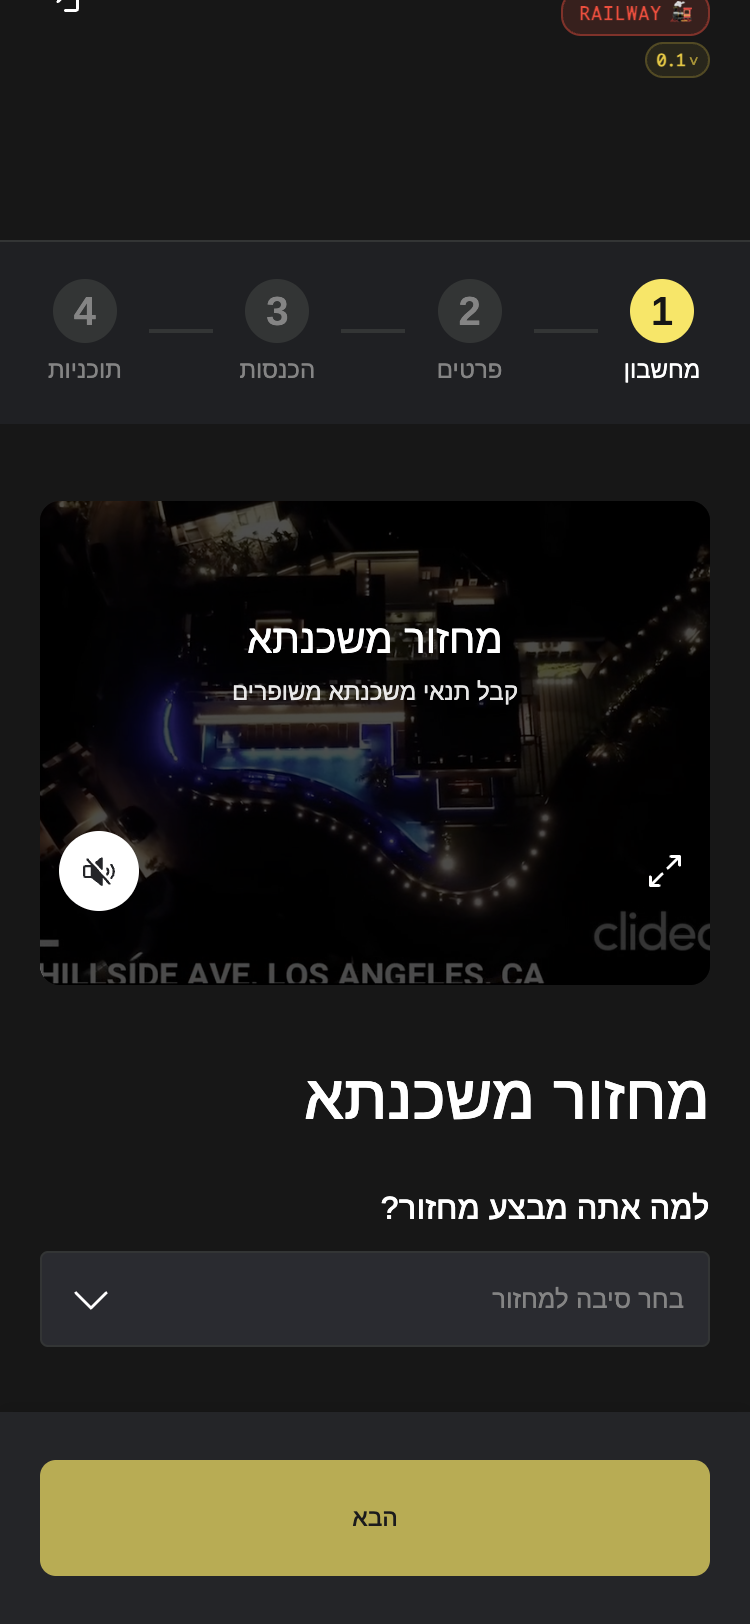 RAILWAY
v 0.1
1
2
3
4
מחשבון
פרטים
הכנסות
תוכניות
מחזור משכנתא
קבל תנאי משכנתא משופרים
clideo
HILLSIDE AVE. LOS ANGELES. CA
מחזור משכנתא
למה אתה מבצע מחזור?
בחר סיבה למחזור
הבא